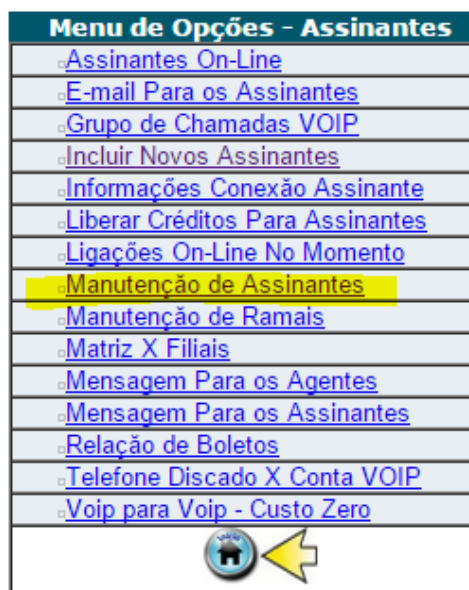 Menu de Opções - Assinantes
Assinantes On-Line
E-mail Para os Assinantes
Grupo de Chamadas VOIP
Incluir Novos Assinantes
Informações Conexão Assinante
Liberar Créditos Para Assinantes
Ligações On-Line No Momento
Manutenção de Assinantes
Manutenção de Ramais
Matriz X Filiais
Mensagem Para os Agentes
Mensagem Para os Assinantes
Relação de Boletos
Telefone Discado X Conta VOIP
Voip para Voip - Custo Zero